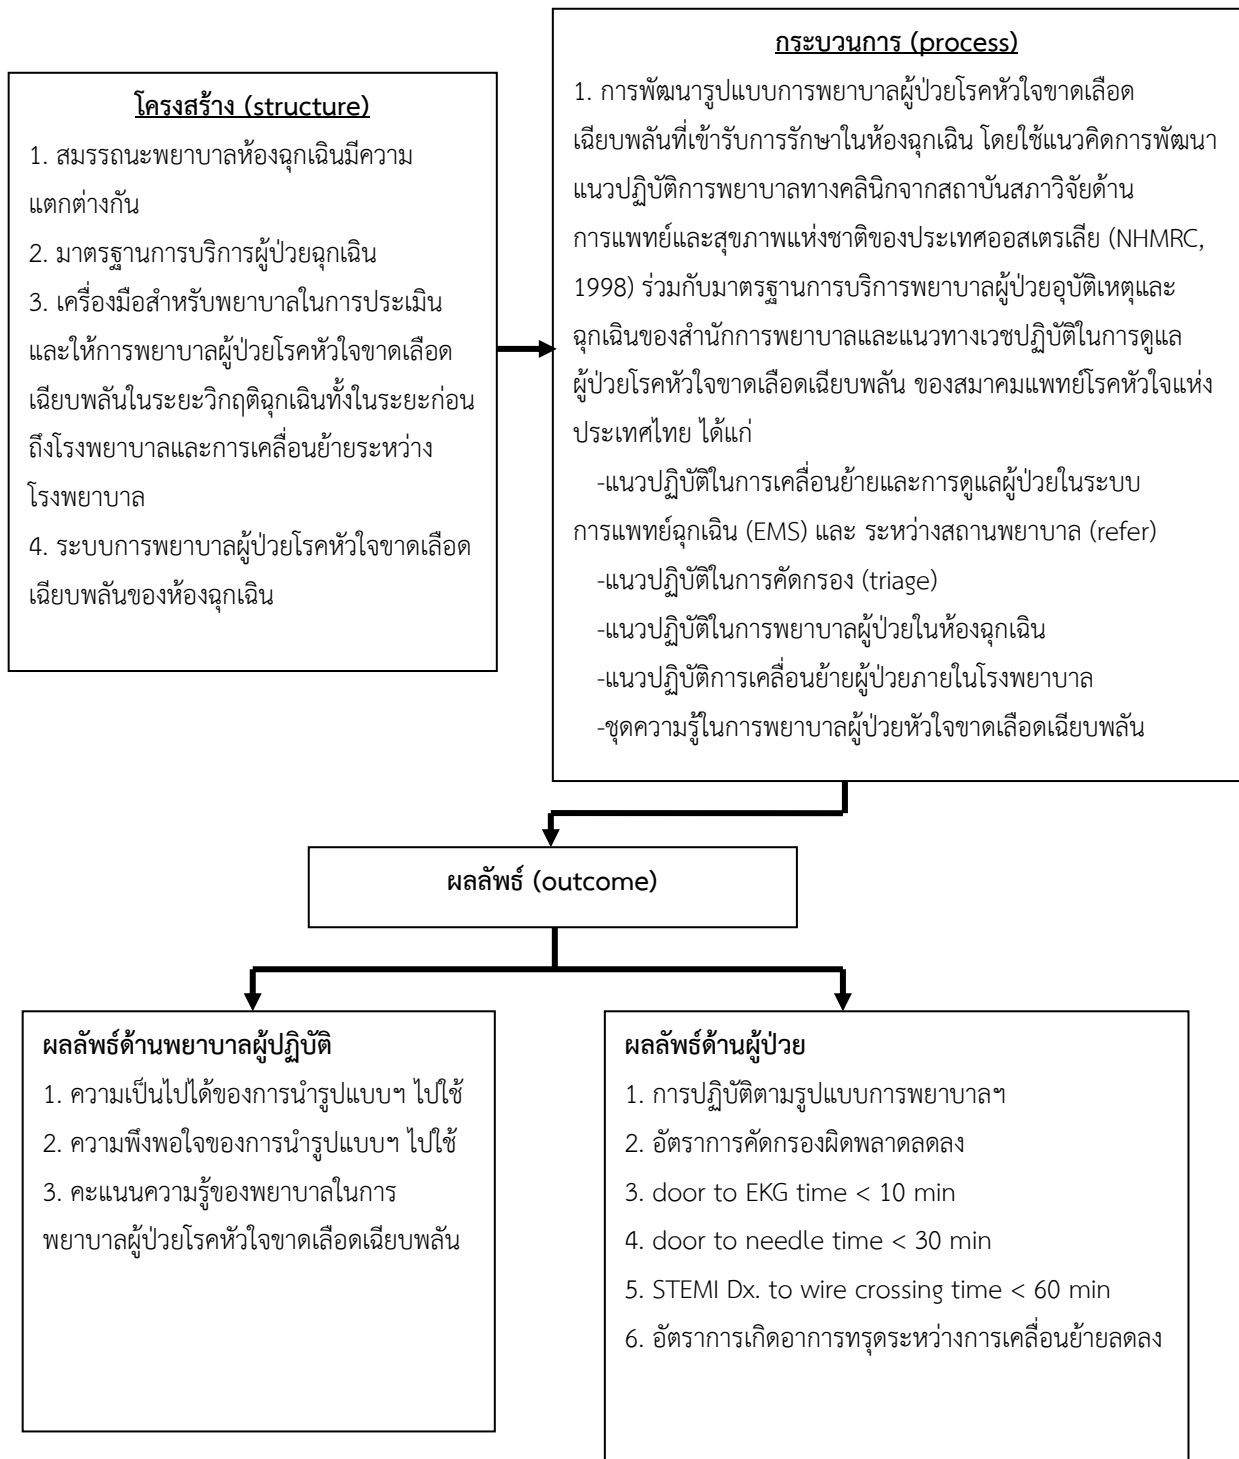 โครงสร้าง (structure)
1. สมรรถนะพยาบาลห้องฉุกเฉินมีความ
แตกต่างกัน
2. มาตรฐานการบริการผู้ป่วยฉุกเฉิน
3. เครื่องมือสำหรับพยาบาลในการประเมิน
และให้การพยาบาลผู้ป่วยโรคหัวใจขาดเลือด
เฉียบพลันในระยะวิกฤติฉุกเฉินทั้งในระยะก่อน
ถึงโรงพยาบาลและการเคลื่อนย้ายระหว่าง
โรงพยาบาล
4. ระบบการพยาบาลผู้ป่วยโรคหัวใจขาดเลือด
เฉียบพลันของห้องฉุกเฉิน
กระบวนการ (process)
1. การพัฒนารูปแบบการพยาบาลผู้ป่วยโรคหัวใจขาดเลือด
เฉียบพลันที่เข้ารับการรักษาในห้องฉุกเฉิน โดยใช้แนวคิดการพัฒนา
แนวปฏิบัติการพยาบาลทางคลินิกจากสถาบันสภาวิจัยด้าน
การแพทย์และสุขภาพแห่งชาติของประเทศออสเตรเลีย (NHMRC,
1998) ร่วมกับมาตรฐานการบริการพยาบาลผู้ป่วยอุบัติเหตุและ
ฉุกเฉินของสำนักการพยาบาลและแนวทางเวชปฏิบัติในการดูแล
ผู้ป่วยโรคหัวใจขาดเลือดเฉียบพลัน ของสมาคมแพทย์โรคหัวใจแห่ง
ประเทศไทย ได้แก่
-แนวปฏิบัติในการเคลื่อนย้ายและการดูแลผู้ป่วยในระบบ
การแพทย์ฉุกเฉิน (EMS) และ ระหว่างสถานพยาบาล (refer)
-แนวปฏิบัติในการคัดกรอง (triage)
-แนวปฏิบัติในการพยาบาลผู้ป่วยในห้องฉุกเฉิน
-แนวปฏิบัติการเคลื่อนย้ายผู้ป่วยภายในโรงพยาบาล
-ชุดความรู้ในการพยาบาลผู้ป่วยหัวใจขาดเลือดเฉียบพลัน
ผลลัพธ์ (outcome)
ผลลัพธ์ด้านพยาบาลผู้ปฏิบัติ
1. ความเป็นไปได้ของการนำรูปแบบฯ ไปใช้
2. ความพึงพอใจของการนำรูปแบบฯ ไปใช้
3. คะแนนความรู้ของพยาบาลในการ
พยาบาลผู้ป่วยโรคหัวใจขาดเลือดเฉียบพลัน
ผลลัพธ์ด้านผู้ป่วย
1. การปฏิบัติตามรูปแบบการพยาบาลฯ
2. อัตราการคัดกรองผิดพลาดลดลง
3. door to EKG time < 10 min
4. door to needle time < 30 min
5. STEMI Dx. to wire crossing time < 60 min
6. อัตราการเกิดอาการทรุดระหว่างการเคลื่อนย้ายลดลง